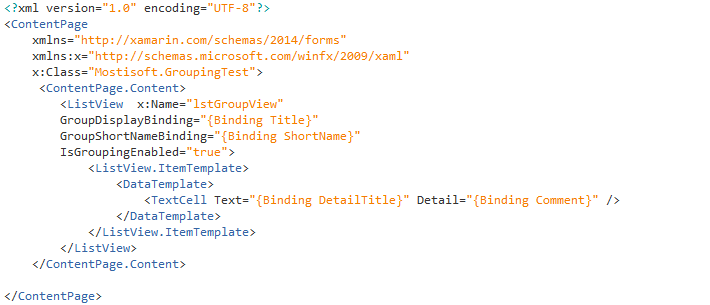 <?xml version="1.0" encoding="UTF-8"?>
<ContentPage
xmlns="http://xamarin.com/schemas/2014/forms"
xmlns:x="http://schemas.microsoft.com/winfx/2009/xaml"
x:Class="Mostisoft.GroupingTest">
<ContentPage.Content>
<ListView  x:Name="lstGroupView"
GroupDisplayBinding="{Binding Title}"
GroupShortNameBinding="{Binding ShortName}"
IsGroupingEnabled="true">
<ListView.ItemTemplate>
<DataTemplate>
<TextCell Text="{Binding DetailTitle}" Detail="{Binding Comment}" />
</DataTemplate>
</ListView.ItemTemplate>
</ListView>
</ContentPage.Content>
</ContentPage>